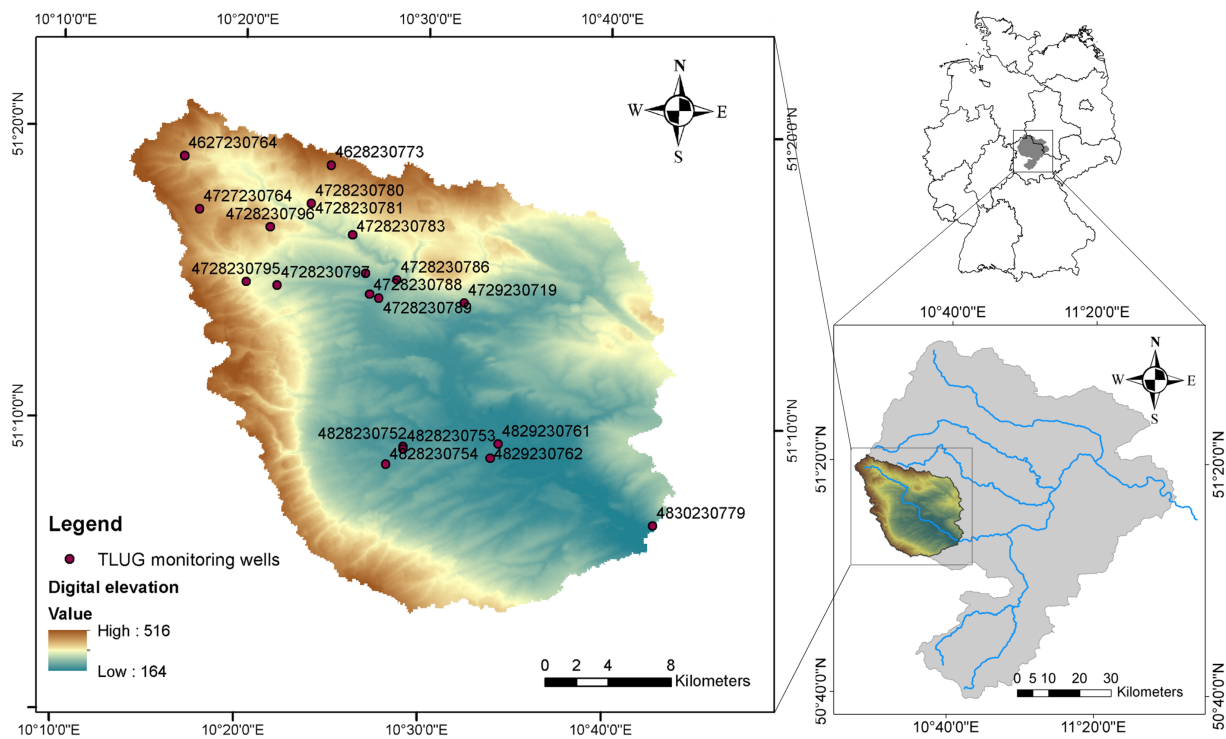 10°10'0"E 10°20'0"E 10°30'0"E 10°40'0"E
51°20'0"N
51°10'0"N
N
W E
S
4627230764
4628230773
4727230764
4728230780
4728230781
4728230796
4728230783
4728230795
4728230797
4728230786
4728230788
4729230719
4728230789
4828230752
4828230753
4829230761
4828230754
4829230762
4830230779
Legend
TLUG monitoring wells
Digital elevation
Value
High : 516
Low : 164
0 2 4 8
Kilometers
10°10'0"E 10°20'0"E 10°30'0"E 10°40'0"E
51°20'0"N
51°10'0"N
10°40'0"E 11°20'0"E
N
W E
S
51°20'0"N
50°40'0"N
51°20'0"N
50°40'0"N
0 5 10 20 30
Kilometers
10°40'0"E 11°20'0"E